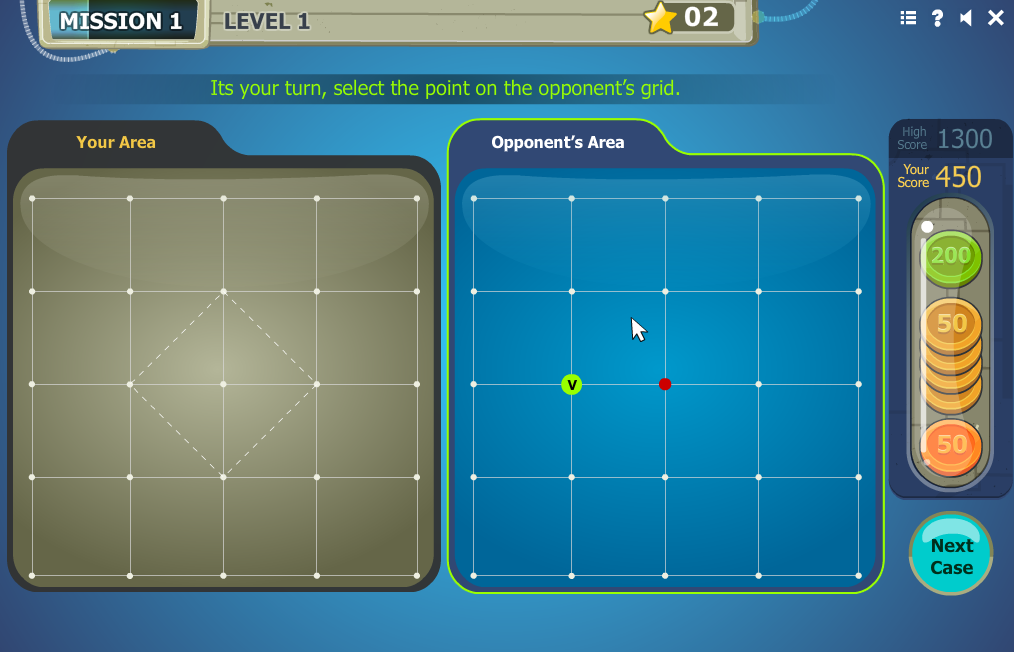 MISSION 1
LEVEL 1
02
?
Its your turn, select the point on the opponent's grid.
Your Area
Opponent's Area
High
Score
1300
Your
Score
450
200
50
50
V
Next
Case